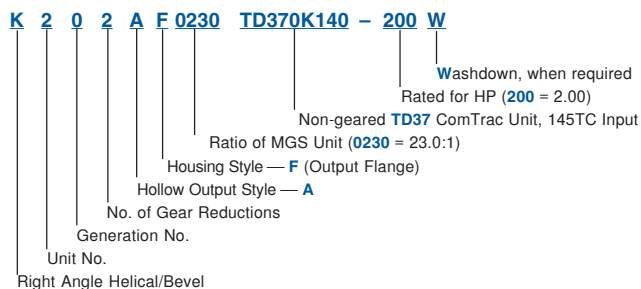 K 2 0 2 A F 0230 TD370K140 – 200 W
Washdown, when required
Rated for HP (200 = 2.00)
Non-geared TD37 ComTrac Unit, 145TC Input
Ratio of MGS Unit (0230 = 23.0:1)
Housing Style — F (Output Flange)
Hollow Output Style — A
No. of Gear Reductions
Generation No.
Unit No.
Right Angle Helical/Bevel